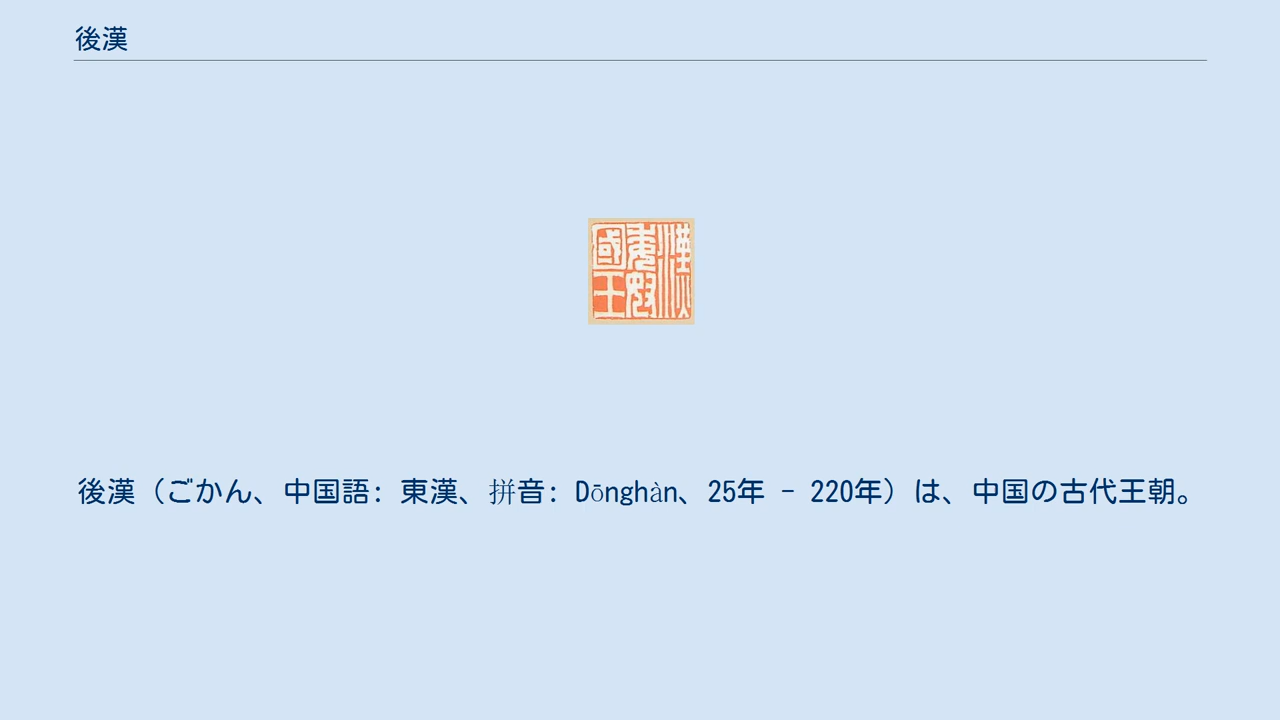 後漢
漢委奴國王
後漢（ごかん、中国語: 東漢、拼音: Dōnghàn、25年 - 220年）は、中国の古代王朝。